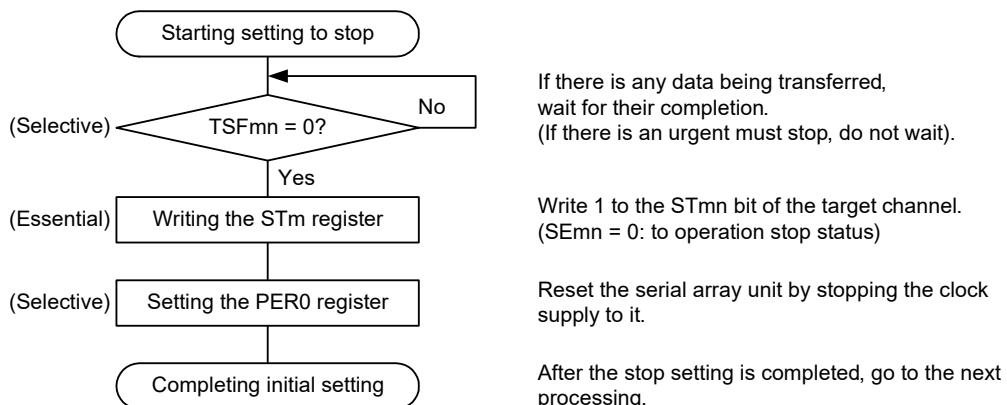 Starting setting to stop
If there is any data being transferred,
wait for their completion.
(If there is an urgent must stop, do not wait).
No
(Selective)
TSFmn = 0?
Yes
(Essential)
Writing the STm register
Write 1 to the STmn bit of the target channel.
(SEmn = 0: to operation stop status)
(Selective)
Setting the PER0 register
Reset the serial array unit by stopping the clock
supply to it.
Completing initial setting
After the stop setting is completed, go to the next
processing.